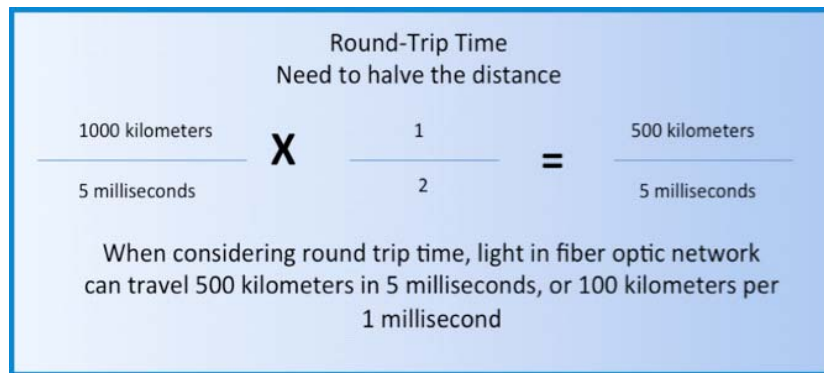 Round-Trip Time
Need to halve the distance
1000 kilometers
5 milliseconds
X
1
2
=
500 kilometers
5 milliseconds
When considering round trip time, light in fiber optic network
can travel 500 kilometers in 5 milliseconds, or 100 kilometers per
1 millisecond